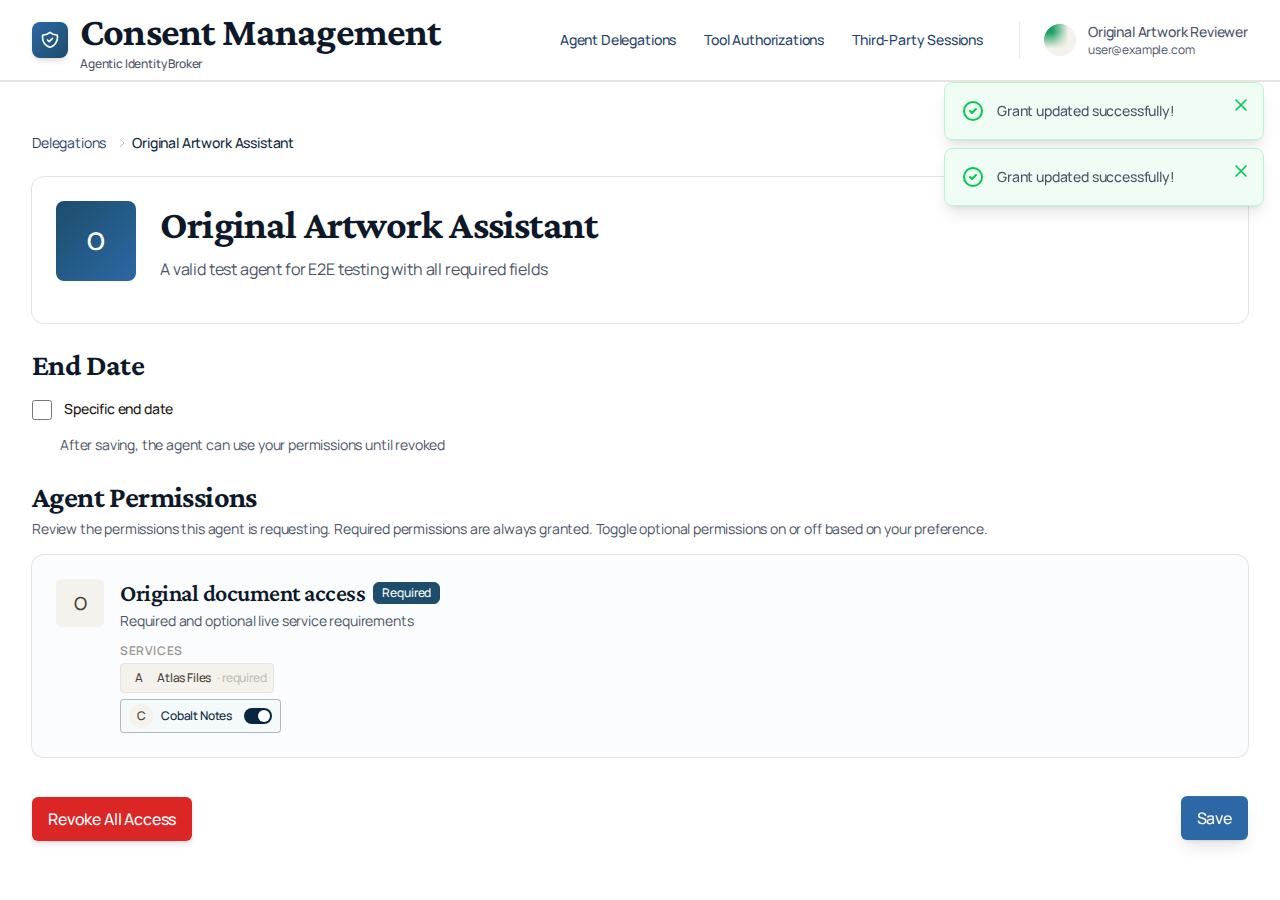 Consent Management
Agentic IdentityBroker
Agent Delegations
Tool Authorizations
Third-Party Sessions
Original Artwork Reviewer
user@example.com
Grant updated successfully!
Grant updated successfully!
Delegations
Original Artwork Assistant
O
Original Artwork Assistant
A valid test agent for E2E testing with all required fields
End Date
Specific end date
After saving, the agent can use your permissions until revoked
Agent Permissions
Review the permissions this agent is requesting. Required permissions are always granted. Toggle optional permissions on or off based on your preference.
O
Original document access
Required
Required and optional live service requirements
SERVICES
A Atlas Files · required
C Cobalt Notes
Revoke All Access
Save